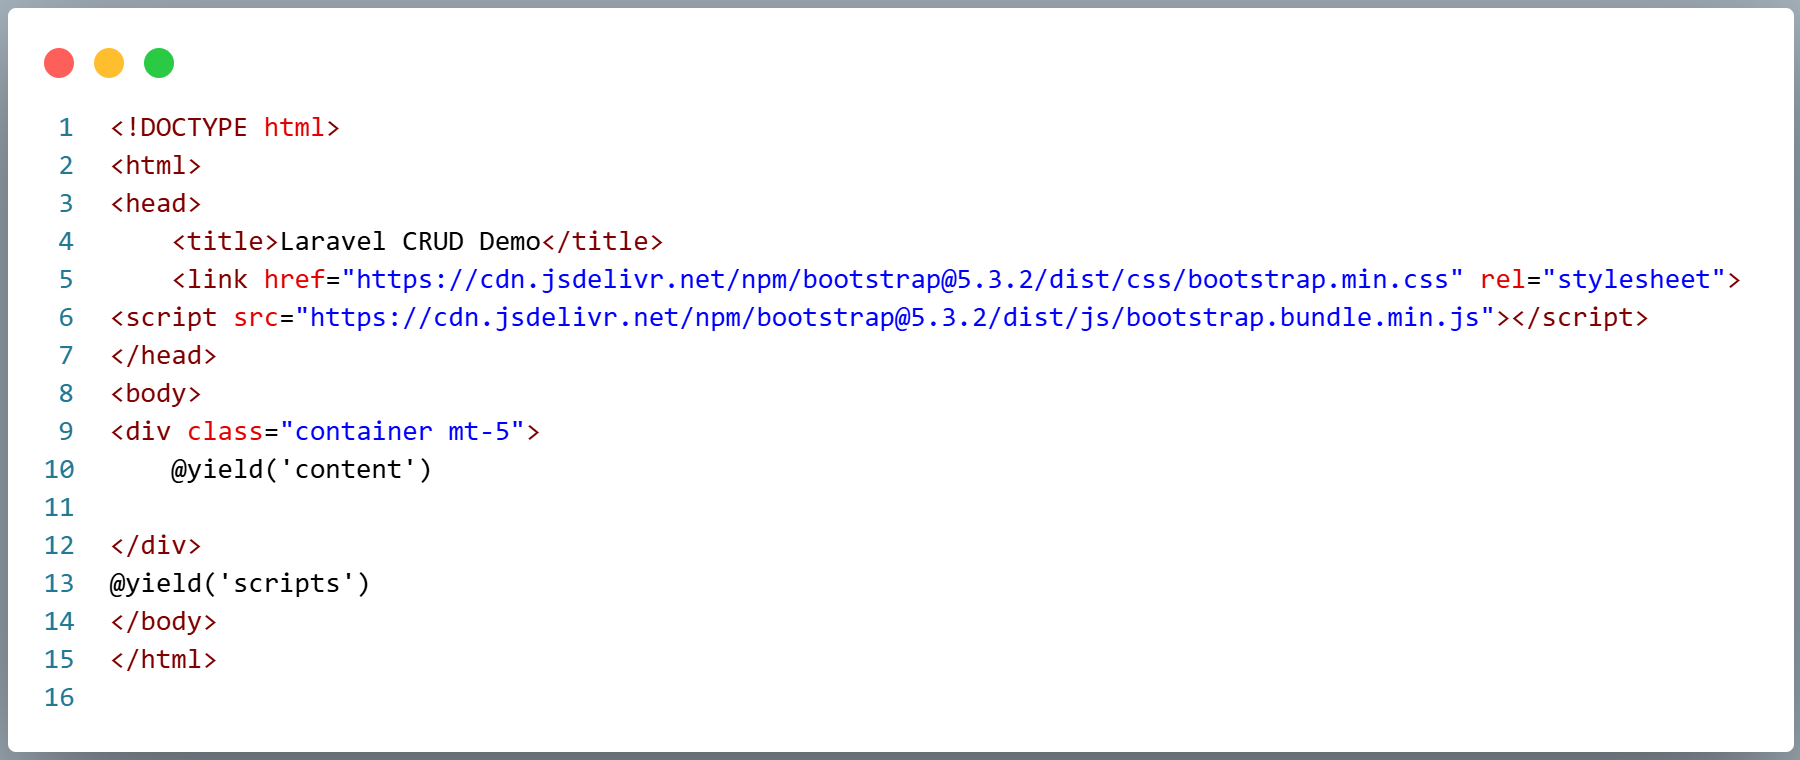 1 <!DOCTYPE html>
2 <html>
3 <head>
4     <title>Laravel CRUD Demo</title>
5     <link href="https://cdn.jsdelivr.net/npm/bootstrap@5.3.2/dist/css/bootstrap.min.css" rel="stylesheet">
6 <script src="https://cdn.jsdelivr.net/npm/bootstrap@5.3.2/dist/js/bootstrap.bundle.min.js"></script>
7 </head>
8 <body>
9 <div class="container mt-5">
10     @yield('content')
11
12 </div>
13 @yield('scripts')
14 </body>
15 </html>
16